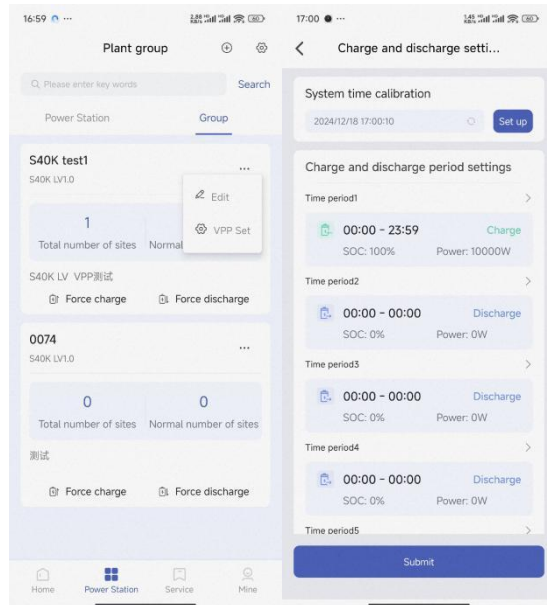 16:59
60
Plant group
Please enter key words
Search
Power Station
Group
S40K test1
S40K LV1.0
Edit
VPP Set
1
Total number of sites
Normal
S40K LV VPP测试
Force charge
Force discharge
0074
S40K LV1.0
0
0
Total number of sites
Normal number of sites
测试
Force charge
Force discharge
Home
Power Station
Service
Mine
17:00
60
Charge and discharge setti...
System time calibration
2024/12/18 17:00:10
Set up
Charge and discharge period settings
Time period1
00:00 - 23:59
Charge
SOC: 100%
Power: 10000W
Time period2
00:00 - 00:00
Discharge
SOC: 0%
Power: 0W
Time period3
00:00 - 00:00
Discharge
SOC: 0%
Power: 0W
Time period4
00:00 - 00:00
Discharge
SOC: 0%
Power: 0W
Time period5
Submit